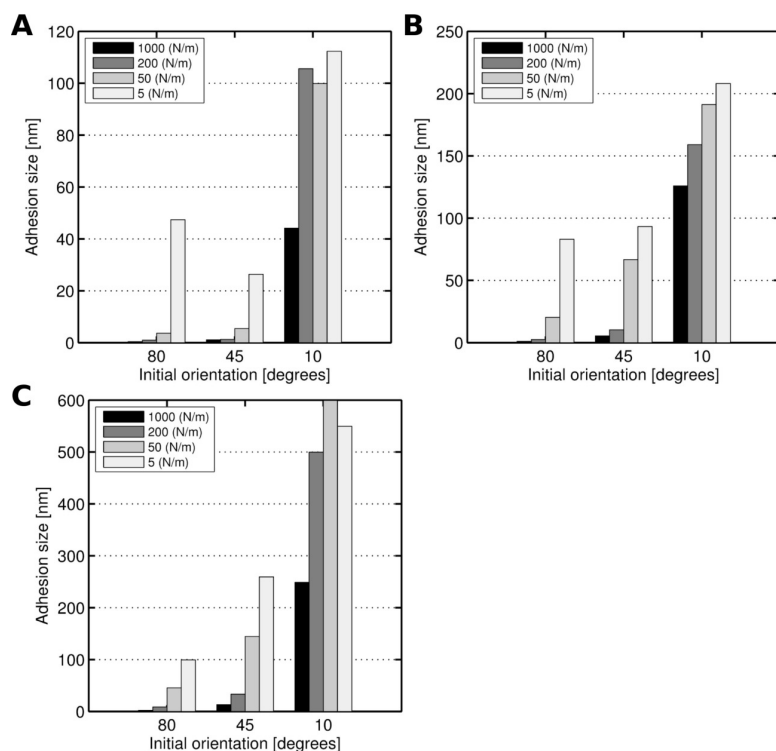 A
120
100
80
60
40
20
0
Adhesion size [nm]
1000 (N/m)
200 (N/m)
50 (N/m)
5 (N/m)
80 45 10
Initial orientation [degrees]
B
250
200
150
100
50
0
Adhesion size [nm]
1000 (N/m)
200 (N/m)
50 (N/m)
5 (N/m)
80 45 10
Initial orientation [degrees]
C
600
500
400
300
200
100
0
Adhesion size [nm]
1000 (N/m)
200 (N/m)
50 (N/m)
5 (N/m)
80 45 10
Initial orientation [degrees]